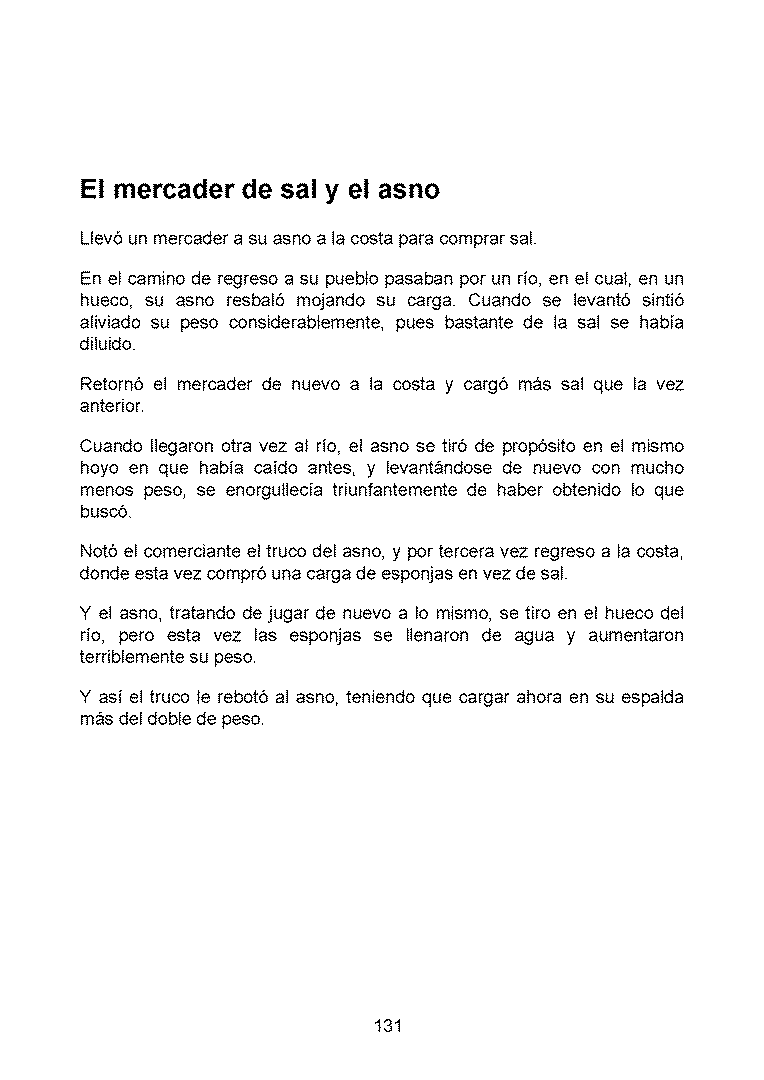 El mercader de sal y el asno
Llevó un mercader a su asno a la costa para comprar sal.
En el camino de regreso a su pueblo pasaban por un río, en el cual, en un
hueco, su asno resbaló mojando su carga. Cuando se levantó sintió
aliviado su peso considerablemente, pues bastante de la sal se había
diluido.
Retornó el mercader de nuevo a la costa y cargó más sal que la vez
anterior.
Cuando llegaron otra vez al río, el asno se tiró de propósito en el mismo
hoyo en que había caído antes, y levantándose de nuevo con mucho
menos peso, se enorgullecía triunfantemente de haber obtenido lo que
buscó.
Notó el comerciante el truco del asno, y por tercera vez regreso a la costa,
donde esta vez compró una carga de esponjas en vez de sal.
Y el asno, tratando de jugar de nuevo a lo mismo, se tiro en el hueco del
río, pero esta vez las esponjas se llenaron de agua y aumentaron
terriblemente su peso.
Y así el truco le rebotó al asno, teniendo que cargar ahora en su espalda
más del doble de peso.
131